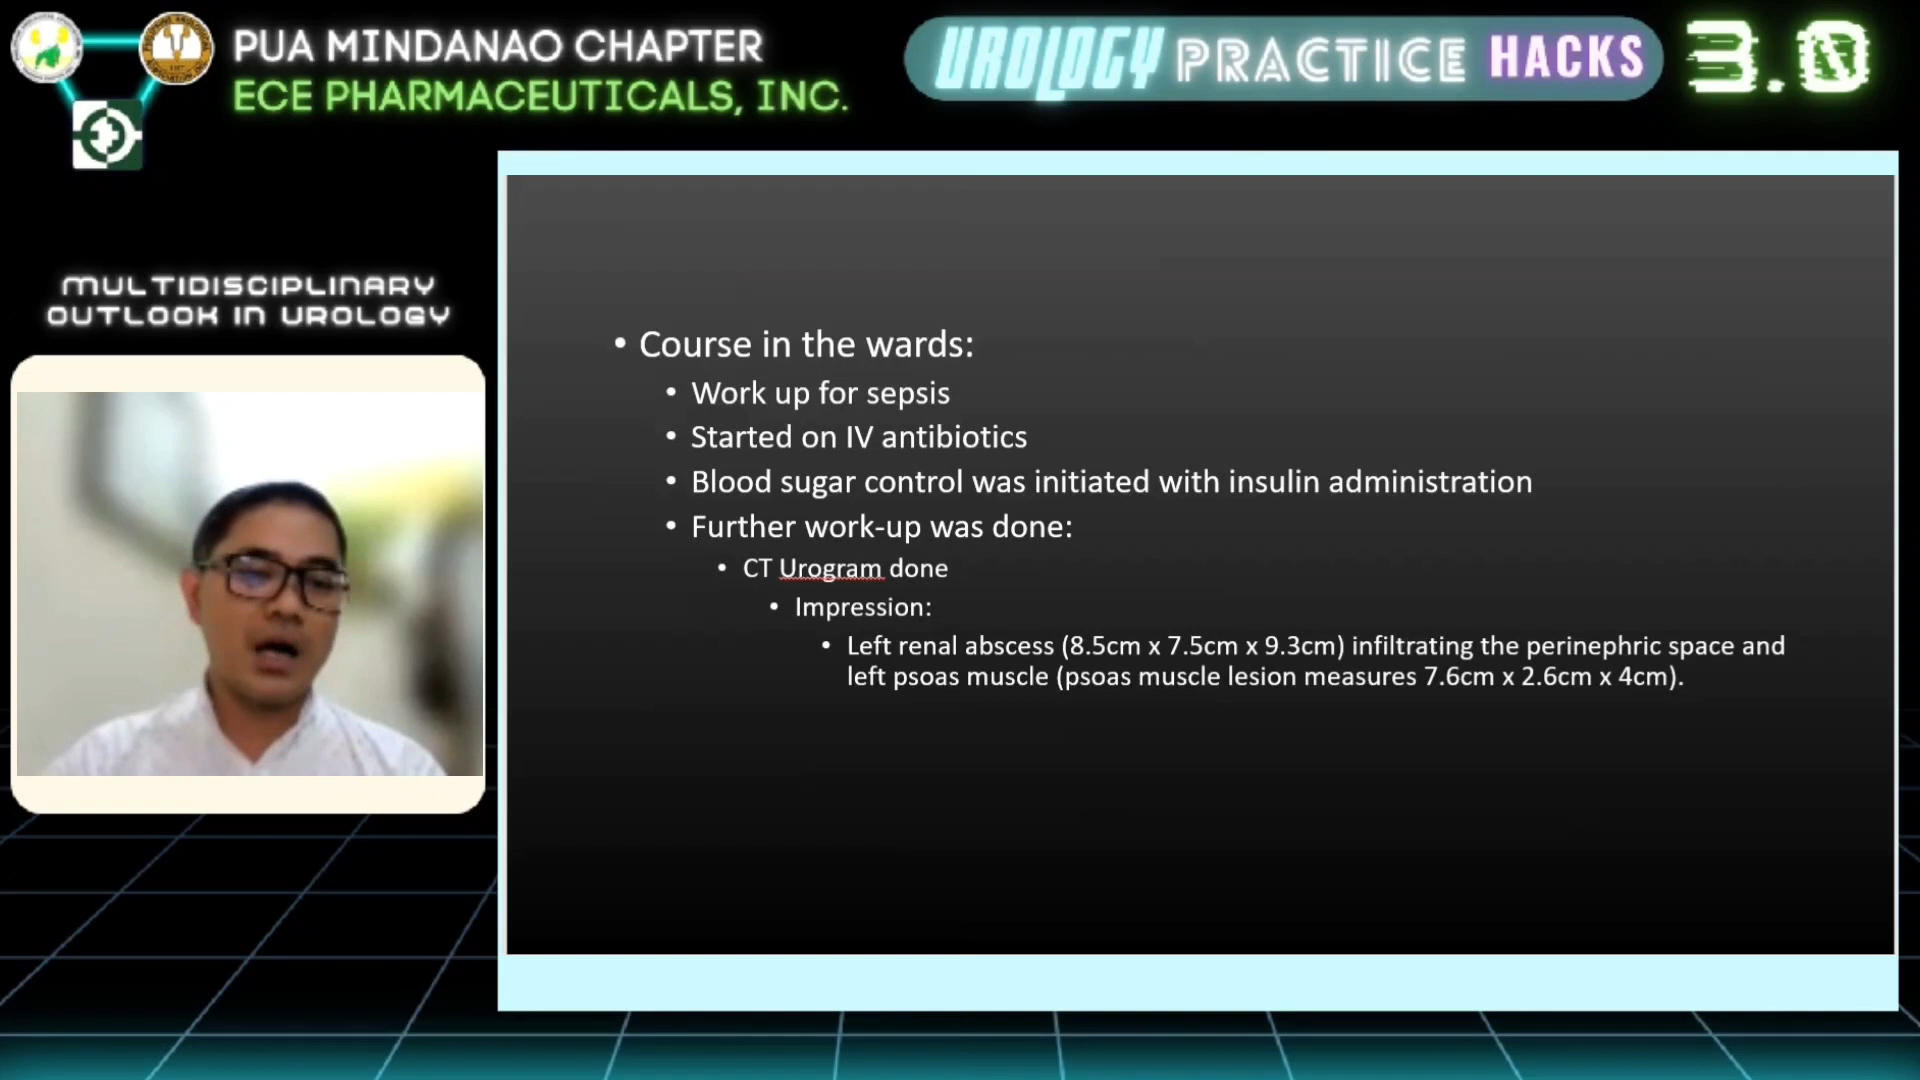 PUA MINDANAO CHAPTER
ECE PHARMACEUTICALS, INC.
UROLOGY PRACTICE HACKS 3.0
MULTIDISCIPLINARY
OUTLOOK IN UROLOGY
• Course in the wards:
• Work up for sepsis
• Started on IV antibiotics
• Blood sugar control was initiated with insulin administration
• Further work-up was done:
• CT Urogram done
• Impression:
• Left renal abscess (8.5cm x 7.5cm x 9.3cm) infiltrating the perinephric space and
left psoas muscle (psoas muscle lesion measures 7.6cm x 2.6cm x 4cm).